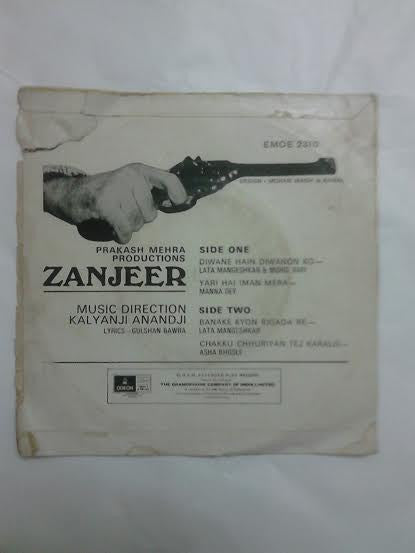 EMOE 2310
PRAKASH MEHRA
PRODUCTIONS
ZANJEER
MUSIC DIRECTION
KALYANJI ANANDJI
LYRICS - GULSHAN BAWRA
SIDE ONE
DIWANE HAIN DIWANON KO—
LATA MANGESHKAR & MOHD. RAFI
YARI HAI IMAN MERA—
MANNA DEY
SIDE TWO
BANAKE KYON BIGADA RE—
LATA MANGESHKAR
CHAKKU CHHURIYAN TEZ KARALO—
ASHA BHOSLE
ODEON
THE GRAMOPHONE COMPANY OF INDIA LIMITED